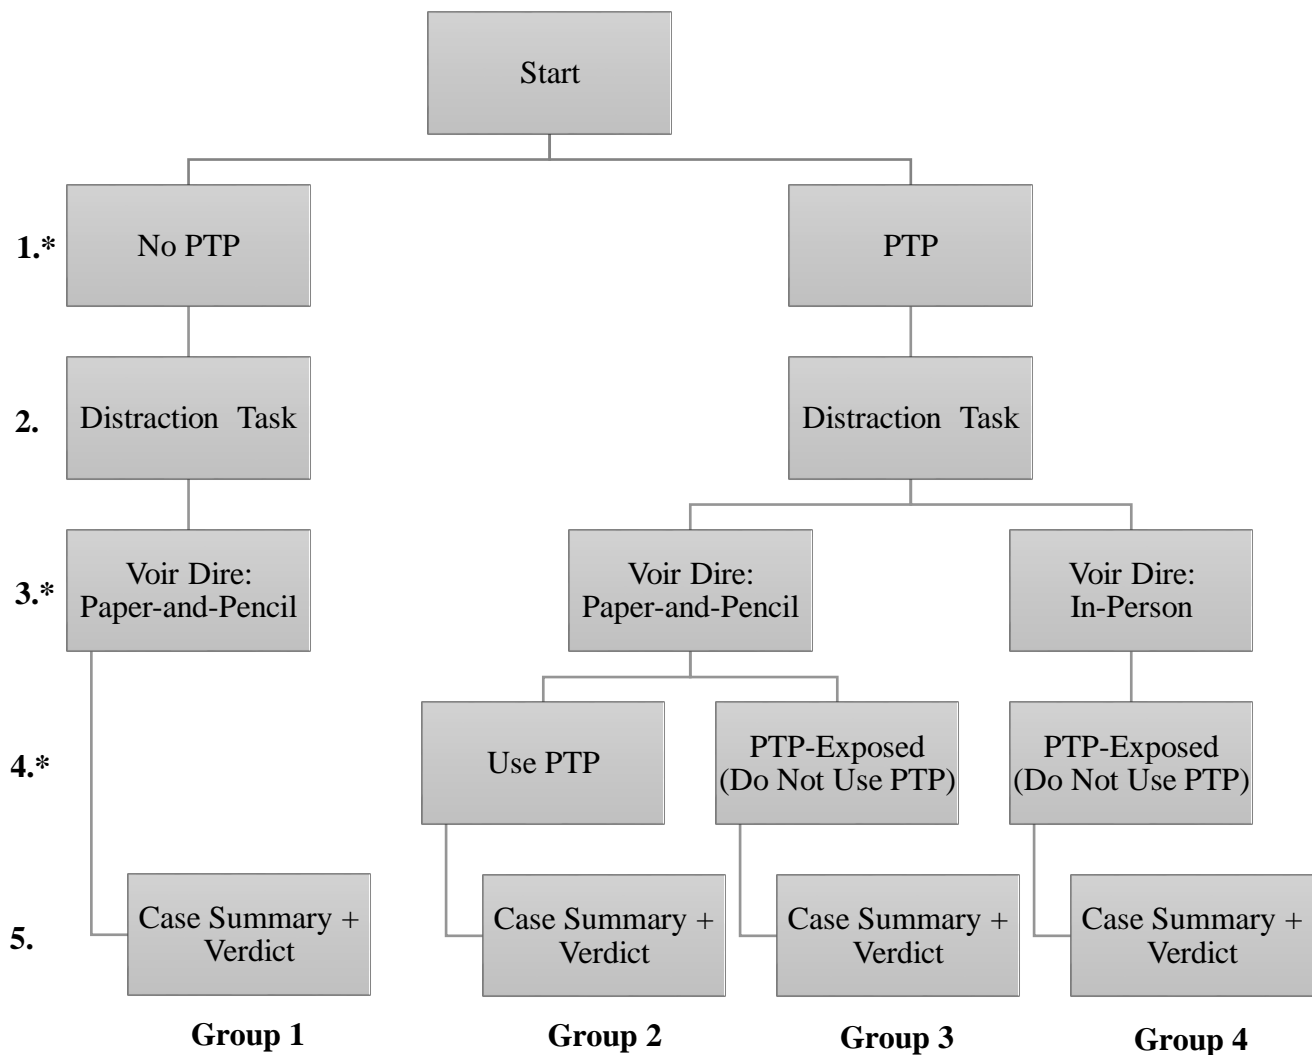 Start
1.*
No PTP
PTP
2.
Distraction Task
Distraction Task
3.*
Voir Dire:
Paper-and-Pencil
Voir Dire:
Paper-and-Pencil
Voir Dire:
In-Person
4.*
Use PTP
PTP-Exposed
(Do Not Use PTP)
PTP-Exposed
(Do Not Use PTP)
5.
Case Summary +
Verdict
Case Summary +
Verdict
Case Summary +
Verdict
Case Summary +
Verdict
Group 1
Group 2
Group 3
Group 4